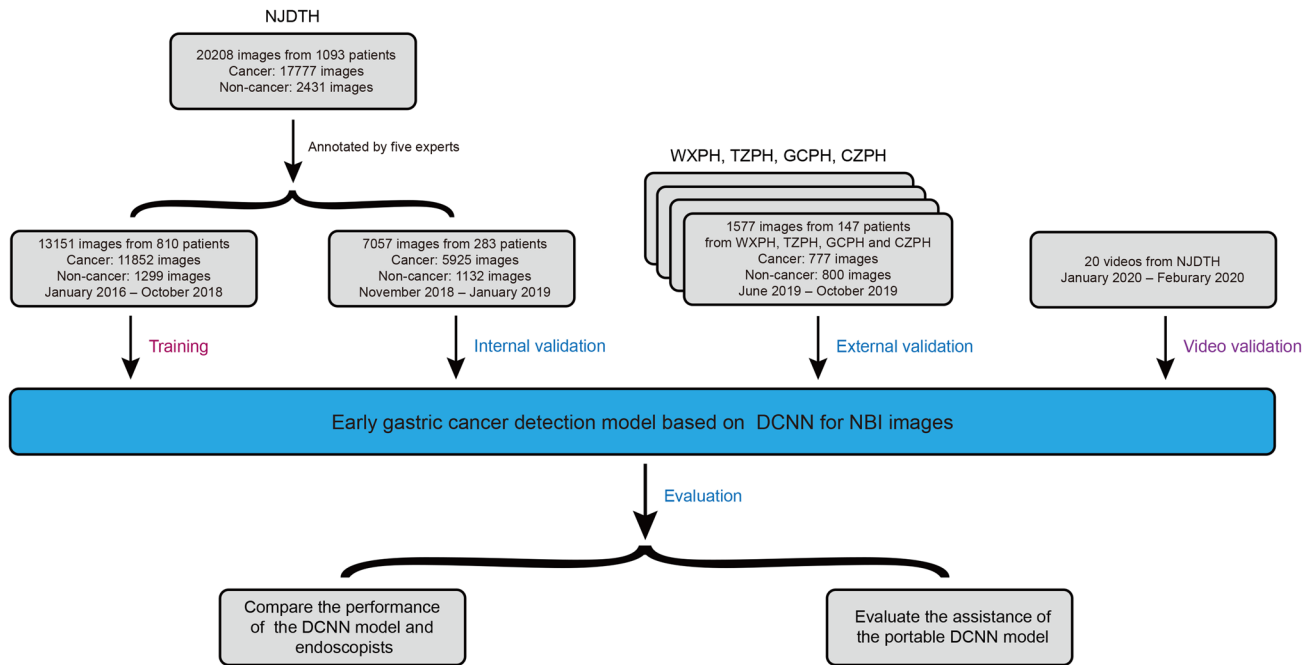 NJDTH
20208 images from 1093 patients
Cancer: 17777 images
Non-cancer: 2431 images
Annotated by five experts
WXPH, TZPH, GCPH, CZPH
13151 images from 810 patients
Cancer: 11852 images
Non-cancer: 1299 images
January 2016 – October 2018
7057 images from 283 patients
Cancer: 5925 images
Non-cancer: 1132 images
November 2018 – January 2019
1577 images from 147 patients
from WXPH, TZPH, GCPH and CZPH
Cancer: 777 images
Non-cancer: 800 images
June 2019 – October 2019
20 videos from NJDTH
January 2020 – Feburary 2020
Training
Internal validation
External validation
Video validation
Early gastric cancer detection model based on DCNN for NBI images
Evaluation
Compare the performance
of the DCNN model and
endoscopists
Evaluate the assistance of
the portable DCNN model